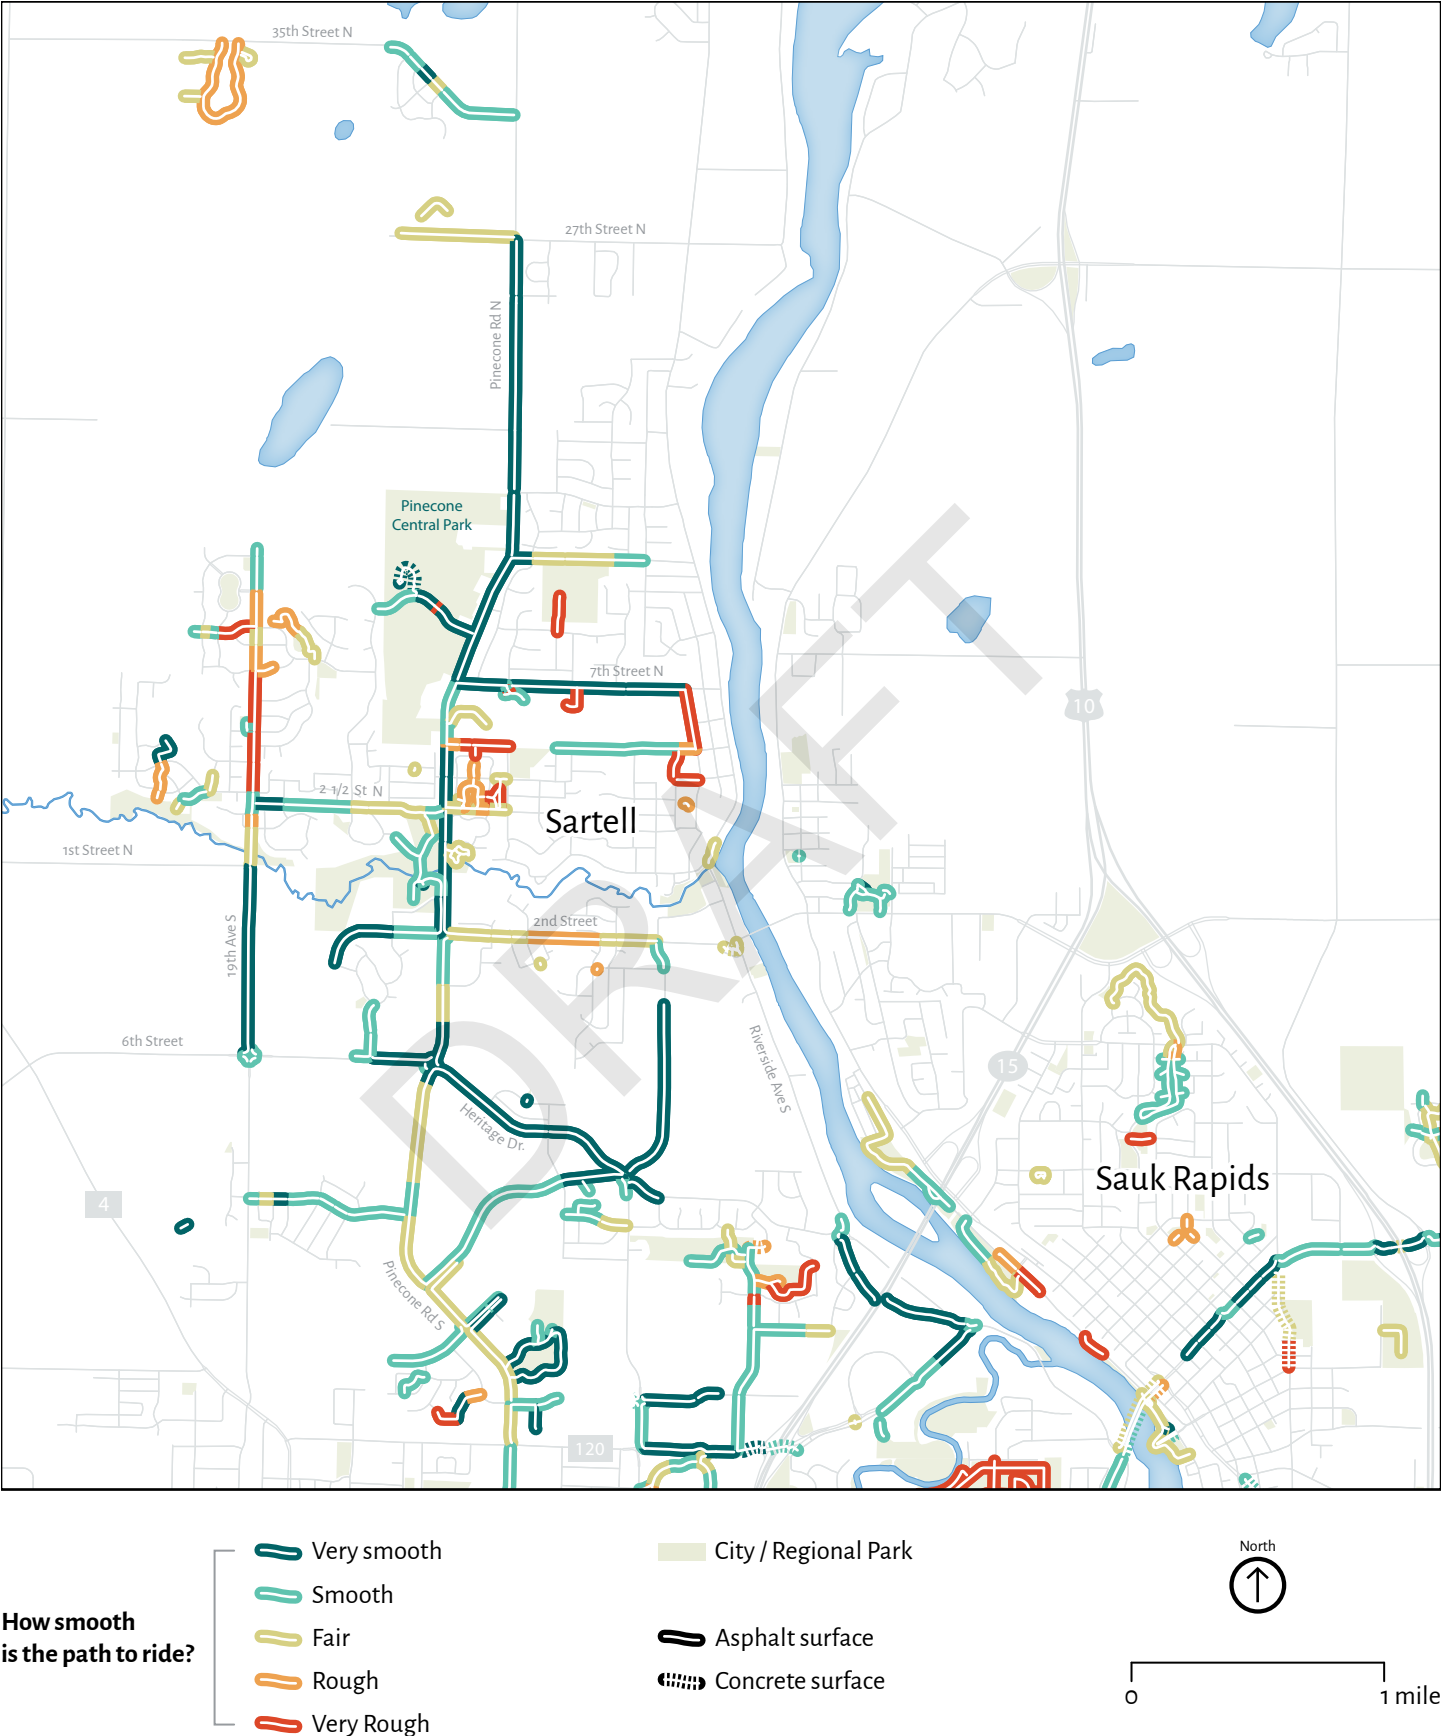 35th Street N
27th Street N
Pinecone Rd N
Pinecone
Central Park
7th Street N
10
2 1/2 St N
Sartell
1st Street N
2nd Street
19th Ave S
DRAFT
6th Street
Riverside Ave S
15
Heritage Dr.
Sauk Rapids
4
Pinecone Rd S
120
How smooth
is the path to ride?
Very smooth
Smooth
Fair
Rough
Very Rough
City / Regional Park
Asphalt surface
Concrete surface
North
0
1 mile